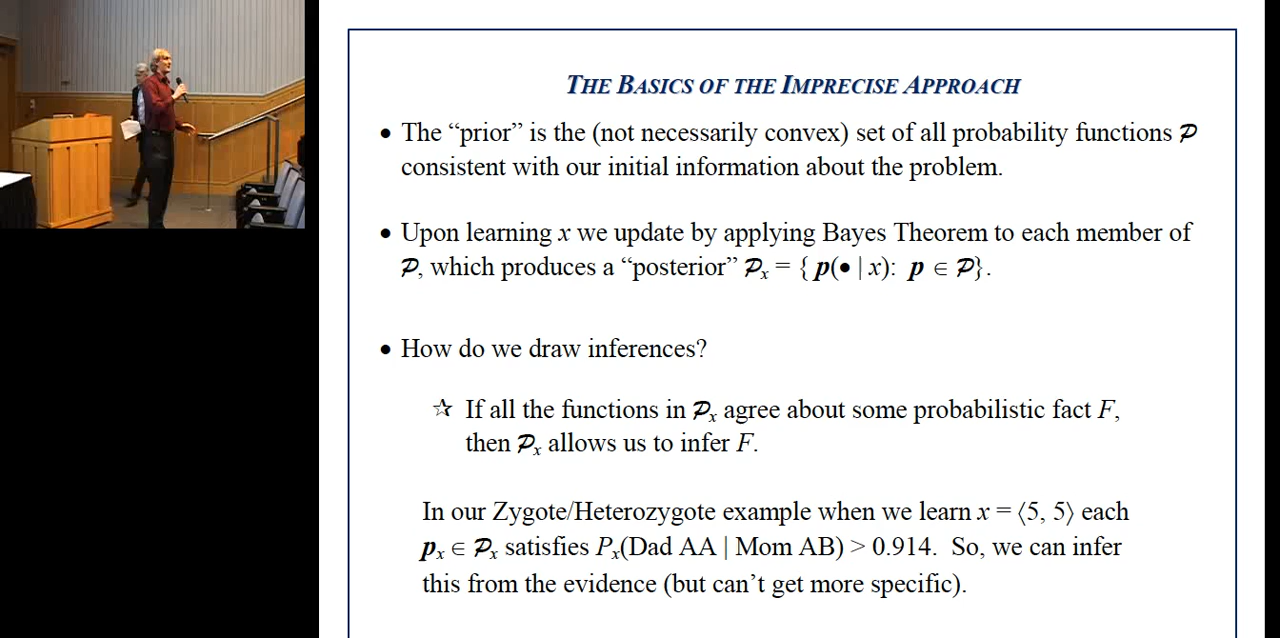 THE BASICS OF THE IMPRECISE APPROACH
• The “prior” is the (not necessarily convex) set of all probability functions 𝒫
consistent with our initial information about the problem.
• Upon learning x we update by applying Bayes Theorem to each member of
𝒫, which produces a “posterior” 𝒫ₓ = { p(• | x): p ∈ 𝒫}.
• How do we draw inferences?
☆ If all the functions in 𝒫ₓ agree about some probabilistic fact F,
then 𝒫ₓ allows us to infer F.
In our Zygote/Heterozygote example when we learn x = ⟨5, 5⟩ each
pₓ ∈ 𝒫ₓ satisfies Pₓ(Dad AA | Mom AB) > 0.914. So, we can infer
this from the evidence (but can’t get more specific).